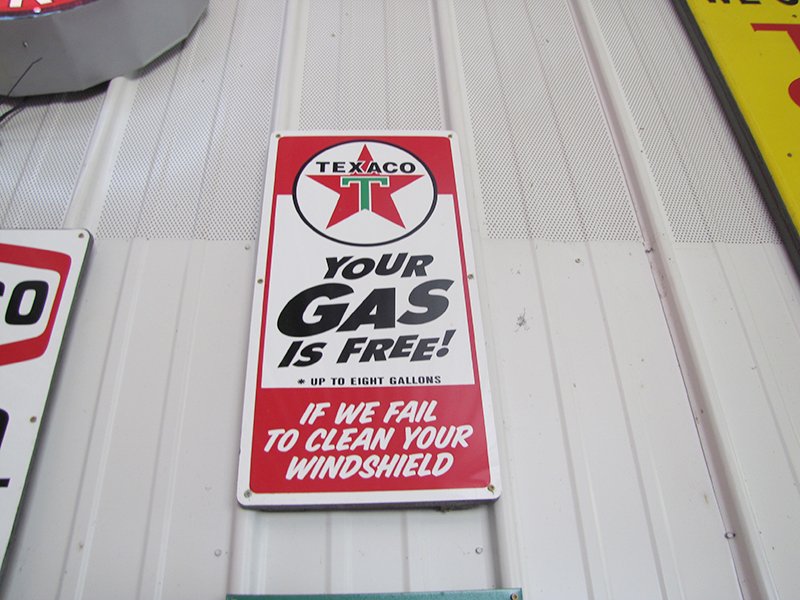 TEXACO
T
YOUR
GAS
IS FREE!
* UP TO EIGHT GALLONS
IF WE FAIL
TO CLEAN YOUR
WINDSHIELD